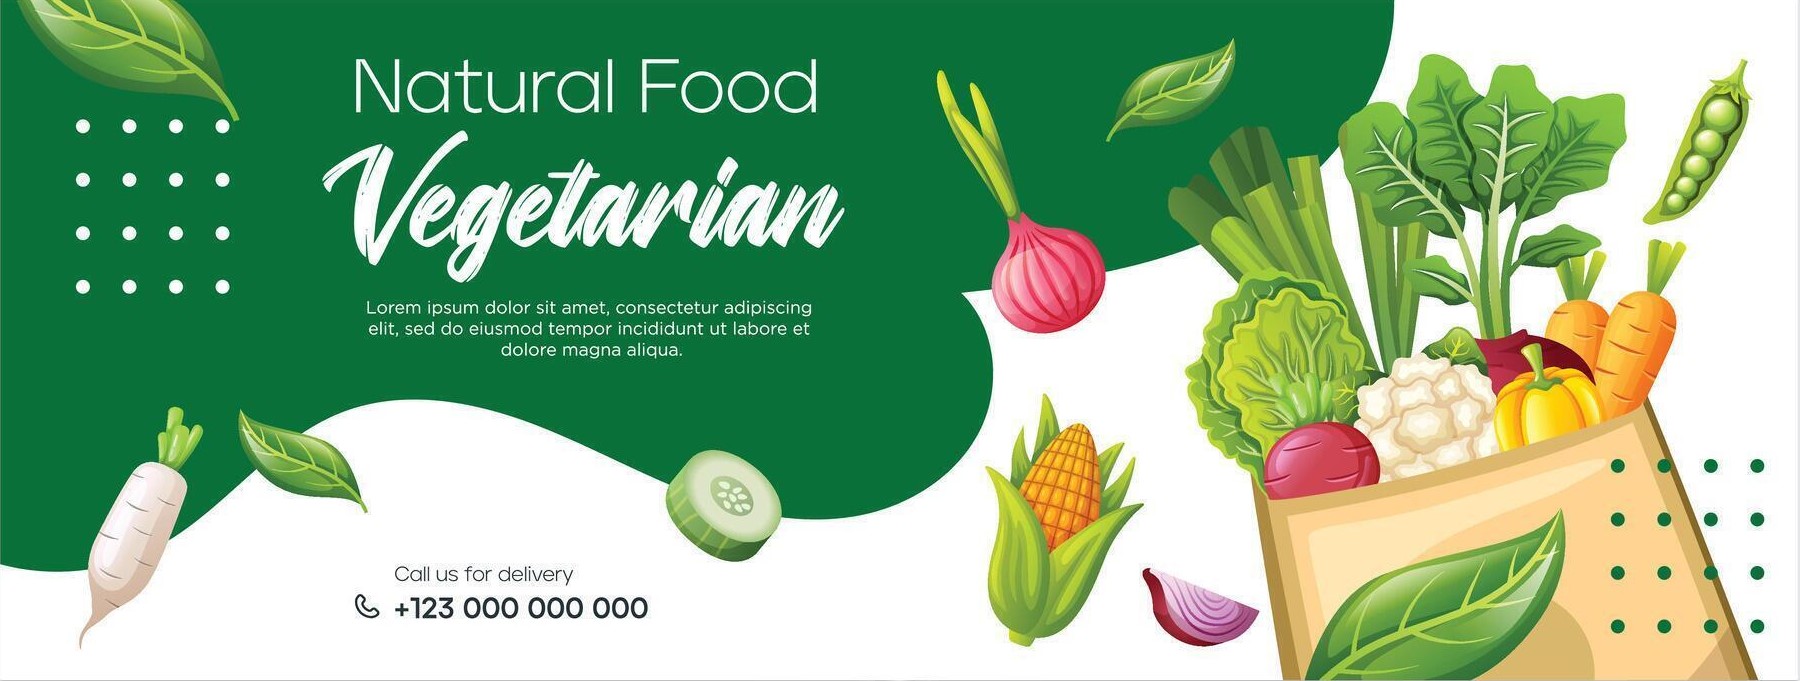 Natural Food
Vegetarian
Lorem ipsum dolor sit amet, consectetur adipiscing
elit, sed do eiusmod tempor incididunt ut labore et
dolore magna aliqua.
Call us for delivery
+123 000 000 000